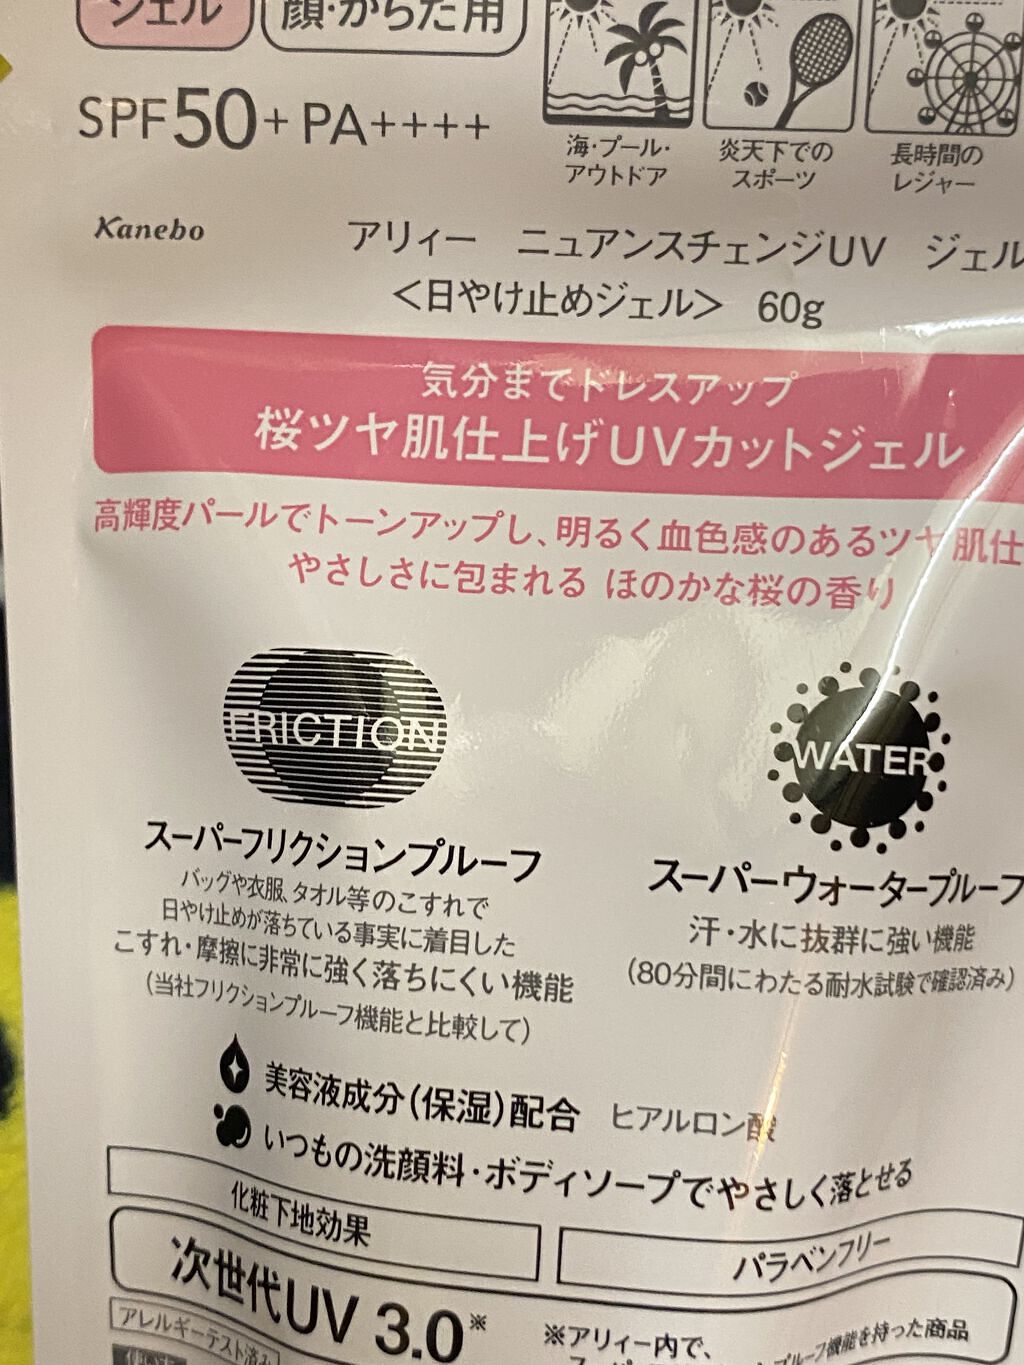 ジェル 顔・からだ用
SPF50+ PA++++
海・プール・
アウトドア
炎天下での
スポーツ
長時間の
レジャー
Kanebo アリィー ニュアンスチェンジUV ジェル
＜日やけ止めジェル＞ 60g
気分までドレスアップ
桜ツヤ肌仕上げUVカットジェル
高輝度パールでトーンアップし、明るく血色感のあるツヤ肌仕
やさしさに包まれる ほのかな桜の香り
FRICTION
スーパーフリクションプルーフ
バッグや衣服、タオル等のこすれで
日やけ止めが落ちている事実に着目した
こすれ・摩擦に非常に強く落ちにくい機能
(当社フリクションプルーフ機能と比較して)
WATER
スーパーウォータープルーフ
汗・水に抜群に強い機能
(80分間にわたる耐水試験で確認済み)
美容液成分(保湿)配合 ヒアルロン酸
いつもの洗顔料・ボディソープでやさしく落とせる
化粧下地効果
パラベンフリー
次世代UV 3.0※
※アリィー内で、
プルーフ機能を持った商品
アレルギーテスト済み